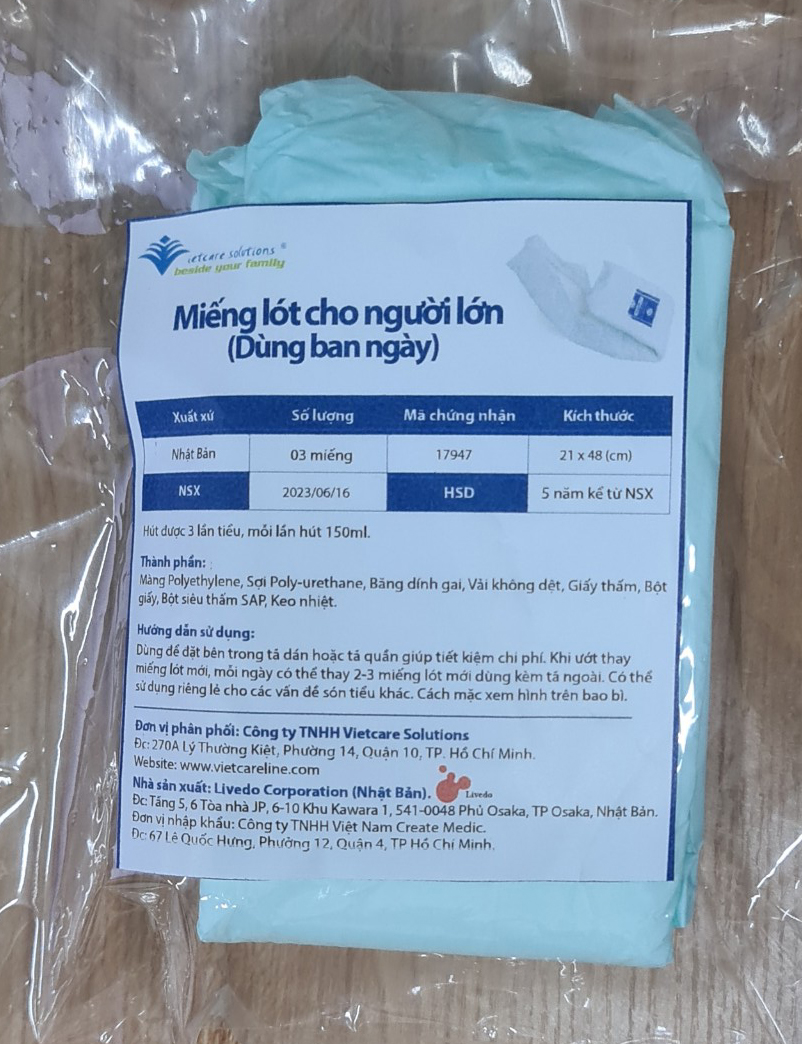 ietcare solutions ®
beside your family
Miếng lót cho người lớn
(Dùng ban ngày)
Xuất xứ Số lượng Mã chứng nhận Kích thước
Nhật Bản 03 miếng 17947 21 x 48 (cm)
NSX 2023/06/16 HSD 5 năm kể từ NSX
Hút được 3 lần tiểu, mỗi lần hút 150ml.
Thành phần:
Màng Polyethylene, Sợi Poly-urethane, Băng dính gai, Vải không dệt, Giấy thấm, Bột
giấy, Bột siêu thấm SAP, Keo nhiệt.
Hướng dẫn sử dụng:
Dùng để đặt bên trong tã dán hoặc tã quần giúp tiết kiệm chi phí. Khi ướt thay
miếng lót mới, mỗi ngày có thể thay 2-3 miếng lót mới dùng kèm tã ngoài. Có thể
sử dụng riêng lẻ cho các vấn đề són tiểu khác. Cách mặc xem hình trên bao bì.
Đơn vị phân phối: Công ty TNHH Vietcare Solutions
Đc: 270A Lý Thường Kiệt, Phường 14, Quận 10, TP. Hồ Chí Minh.
Website: www.vietcareline.com
Nhà sản xuất: Livedo Corporation (Nhật Bản). Livedo
Đc: Tầng 5, 6 Tòa nhà JP, 6-10 Khu Kawara 1, 541-0048 Phủ Osaka, TP Osaka, Nhật Bản.
Đơn vị nhập khẩu: Công ty TNHH Việt Nam Create Medic.
Đc: 67 Lê Quốc Hưng, Phường 12, Quận 4, TP Hồ Chí Minh.